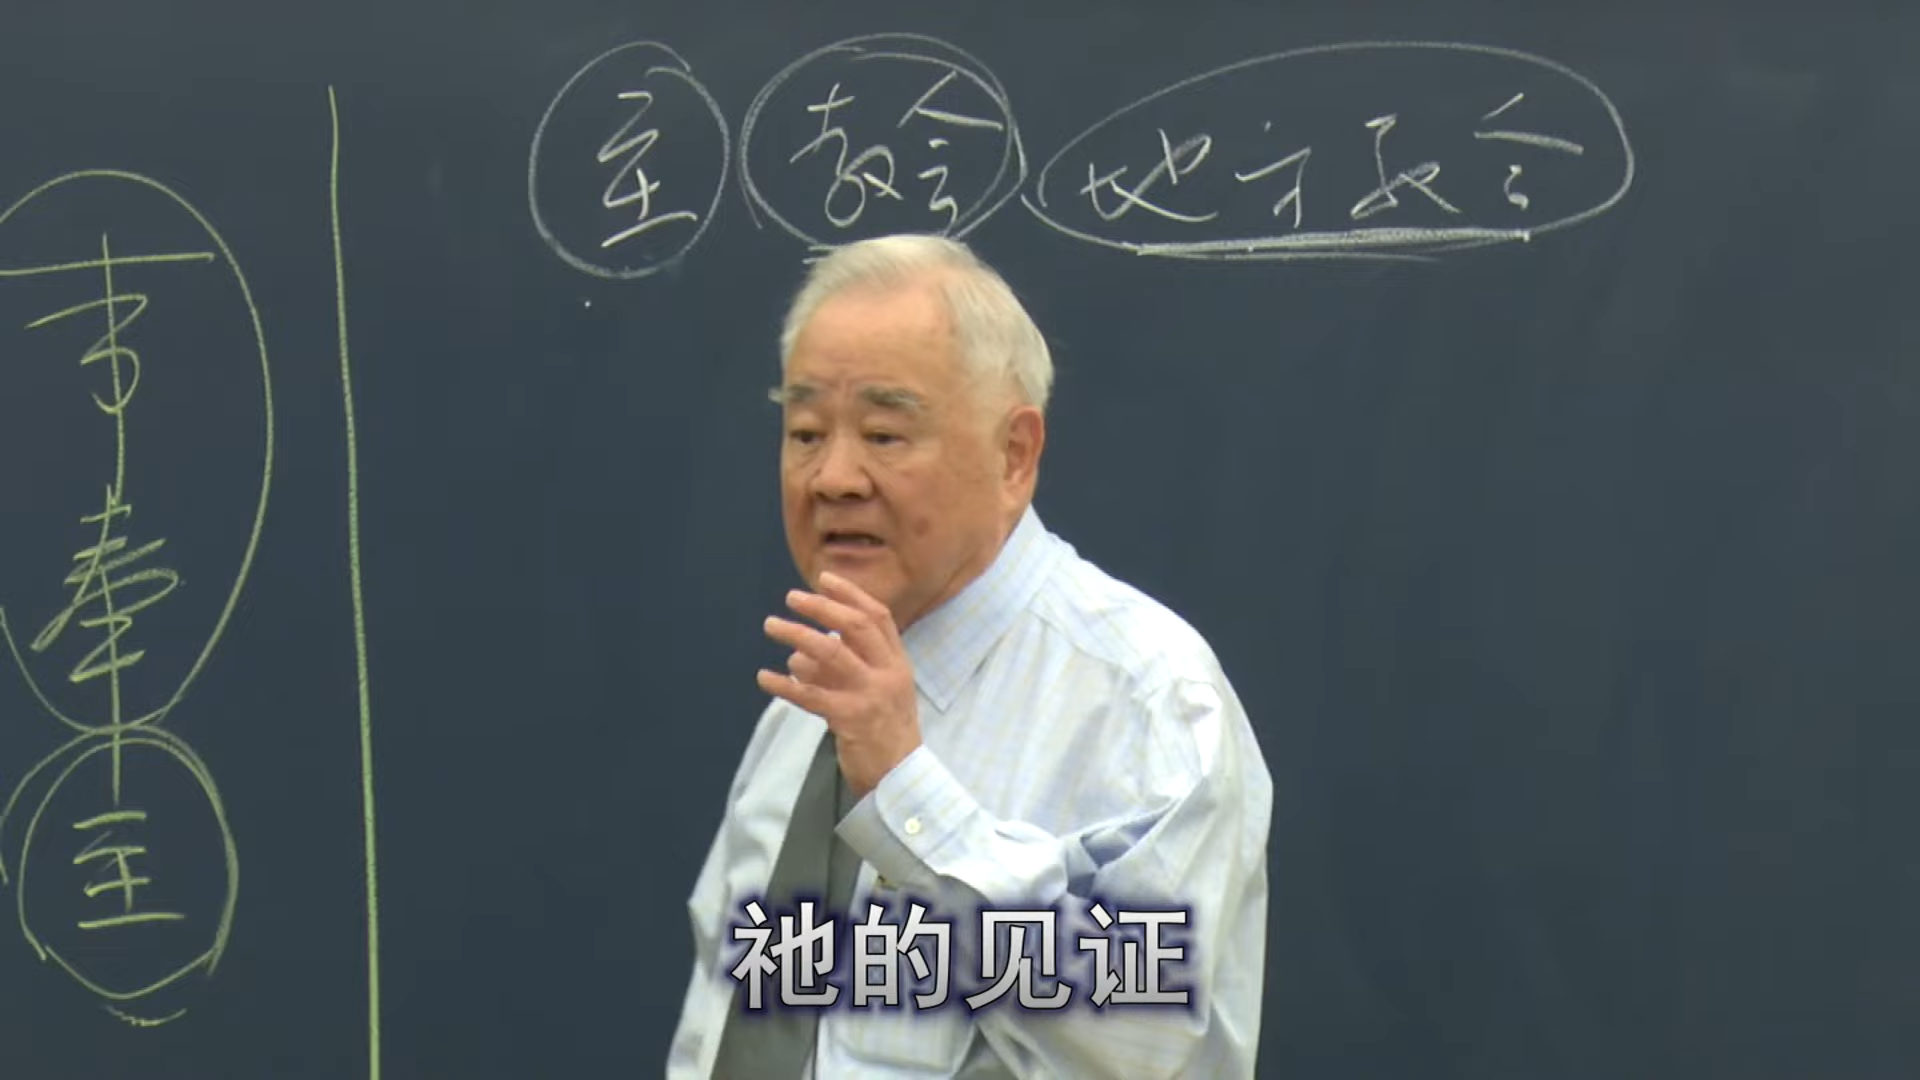 主 教会 地方教会
事奉
主
祂的见证